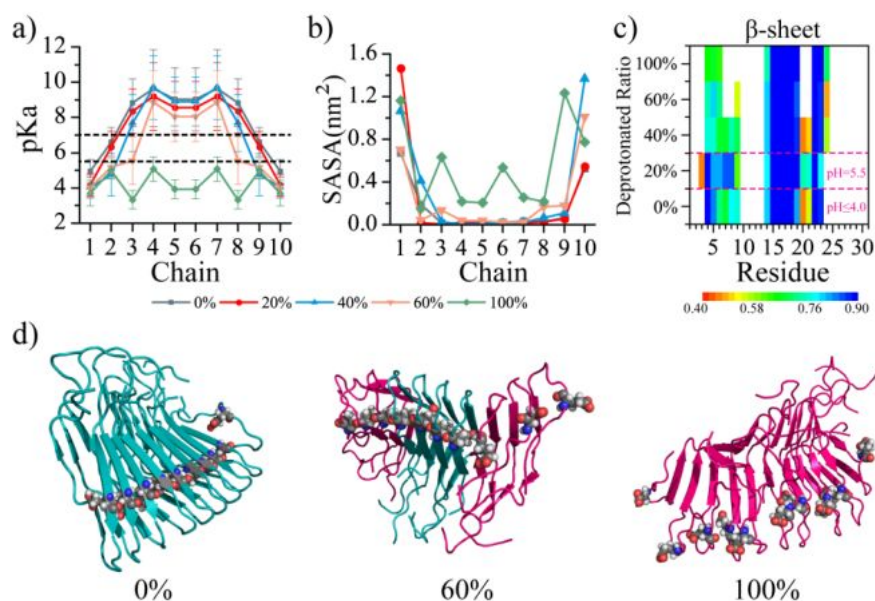 a)
12
10
8
6
4
2
pKa
1 2 3 4 5 6 7 8 9 10
Chain
b)
1.6
1.2
0.8
0.4
0.0
SASA(nm²)
1 2 3 4 5 6 7 8 9 10
Chain
0% 20% 40% 60% 100%
c)
β-sheet
100%
60%
40%
20%
0%
Deprotonated Ratio
pH=5.5
pH≤4.0
5 10 15 20 25 30
Residue
0.40 0.58 0.76 0.90
d)
0%
60%
100%